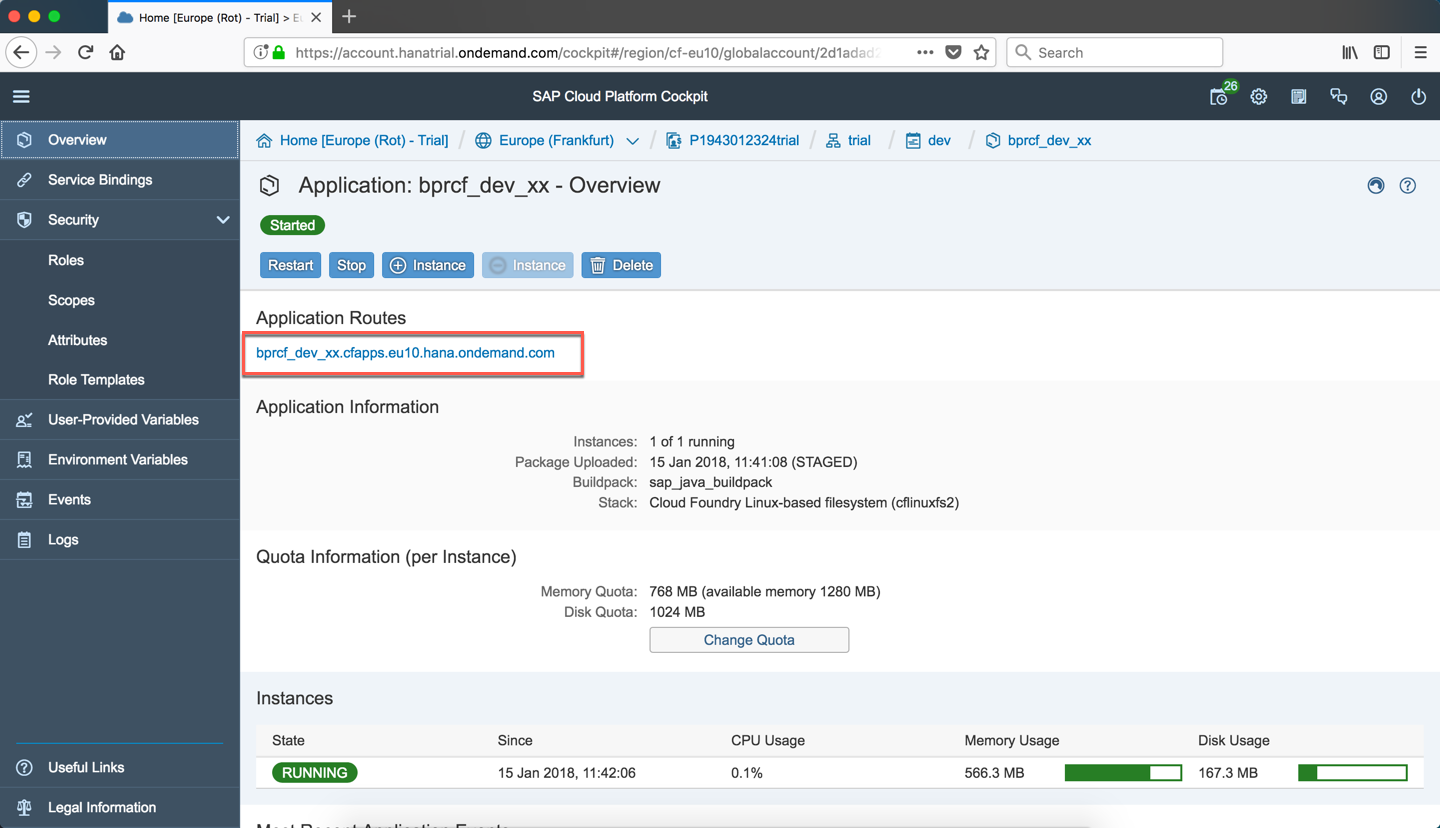 Home [Europe (Rot) - Trial] > Eu
https://account.hanatrial.ondemand.com/cockpit#/region/cf-eu10/globalaccount/2d1adad2
Search
SAP Cloud Platform Cockpit
26
Overview
Service Bindings
Security
Roles
Scopes
Attributes
Role Templates
User-Provided Variables
Environment Variables
Events
Logs
Useful Links
Legal Information
Home [Europe (Rot) - Trial] / Europe (Frankfurt) / P1943012324trial / trial / dev / bprcf_dev_xx
Application: bprcf_dev_xx - Overview
Started
Restart Stop Instance Instance Delete
Application Routes
bprcf_dev_xx.cfapps.eu10.hana.ondemand.com
Application Information
Instances: 1 of 1 running
Package Uploaded: 15 Jan 2018, 11:41:08 (STAGED)
Buildpack: sap_java_buildpack
Stack: Cloud Foundry Linux-based filesystem (cflinuxfs2)
Quota Information (per Instance)
Memory Quota: 768 MB (available memory 1280 MB)
Disk Quota: 1024 MB
Change Quota
Instances
State Since CPU Usage Memory Usage Disk Usage
RUNNING 15 Jan 2018, 11:42:06 0.1% 566.3 MB 167.3 MB
Most Recent Application Events